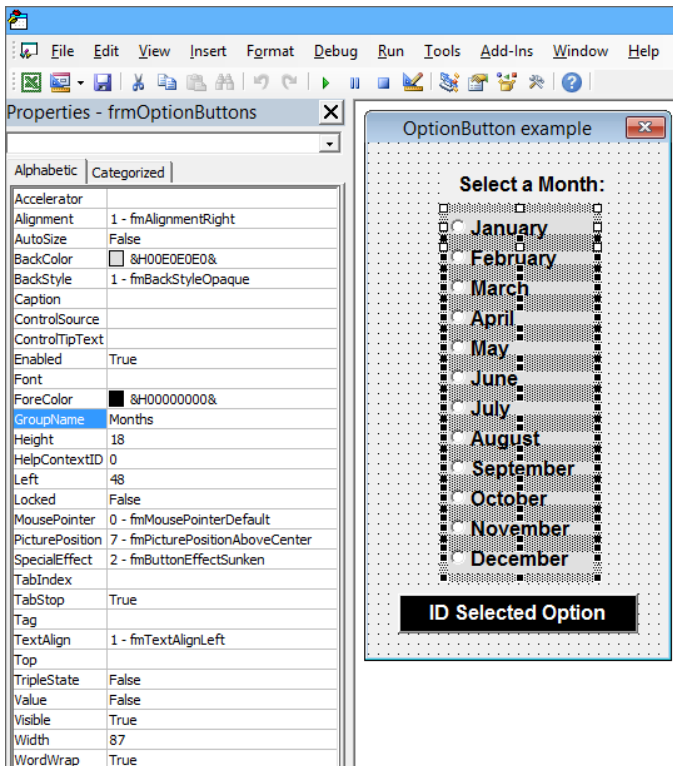 File Edit View Insert Format Debug Run Tools Add-Ins Window Help
Properties - frmOptionButtons
Alphabetic Categorized
Accelerator
Alignment 1 - fmAlignmentRight
AutoSize False
BackColor &H00E0E0E0&
BackStyle 1 - fmBackStyleOpaque
Caption
ControlSource
ControlTipText
Enabled True
Font
ForeColor &H00000000&
GroupName Months
Height 18
HelpContextID 0
Left 48
Locked False
MousePointer 0 - fmMousePointerDefault
PicturePosition 7 - fmPicturePositionAboveCenter
SpecialEffect 2 - fmButtonEffectSunken
TabIndex
TabStop True
Tag
TextAlign 1 - fmTextAlignLeft
Top
TripleState False
Value False
Visible True
Width 87
WordWrap True
OptionButton example
Select a Month:
January
February
March
April
May
June
July
August
September
October
November
December
ID Selected Option